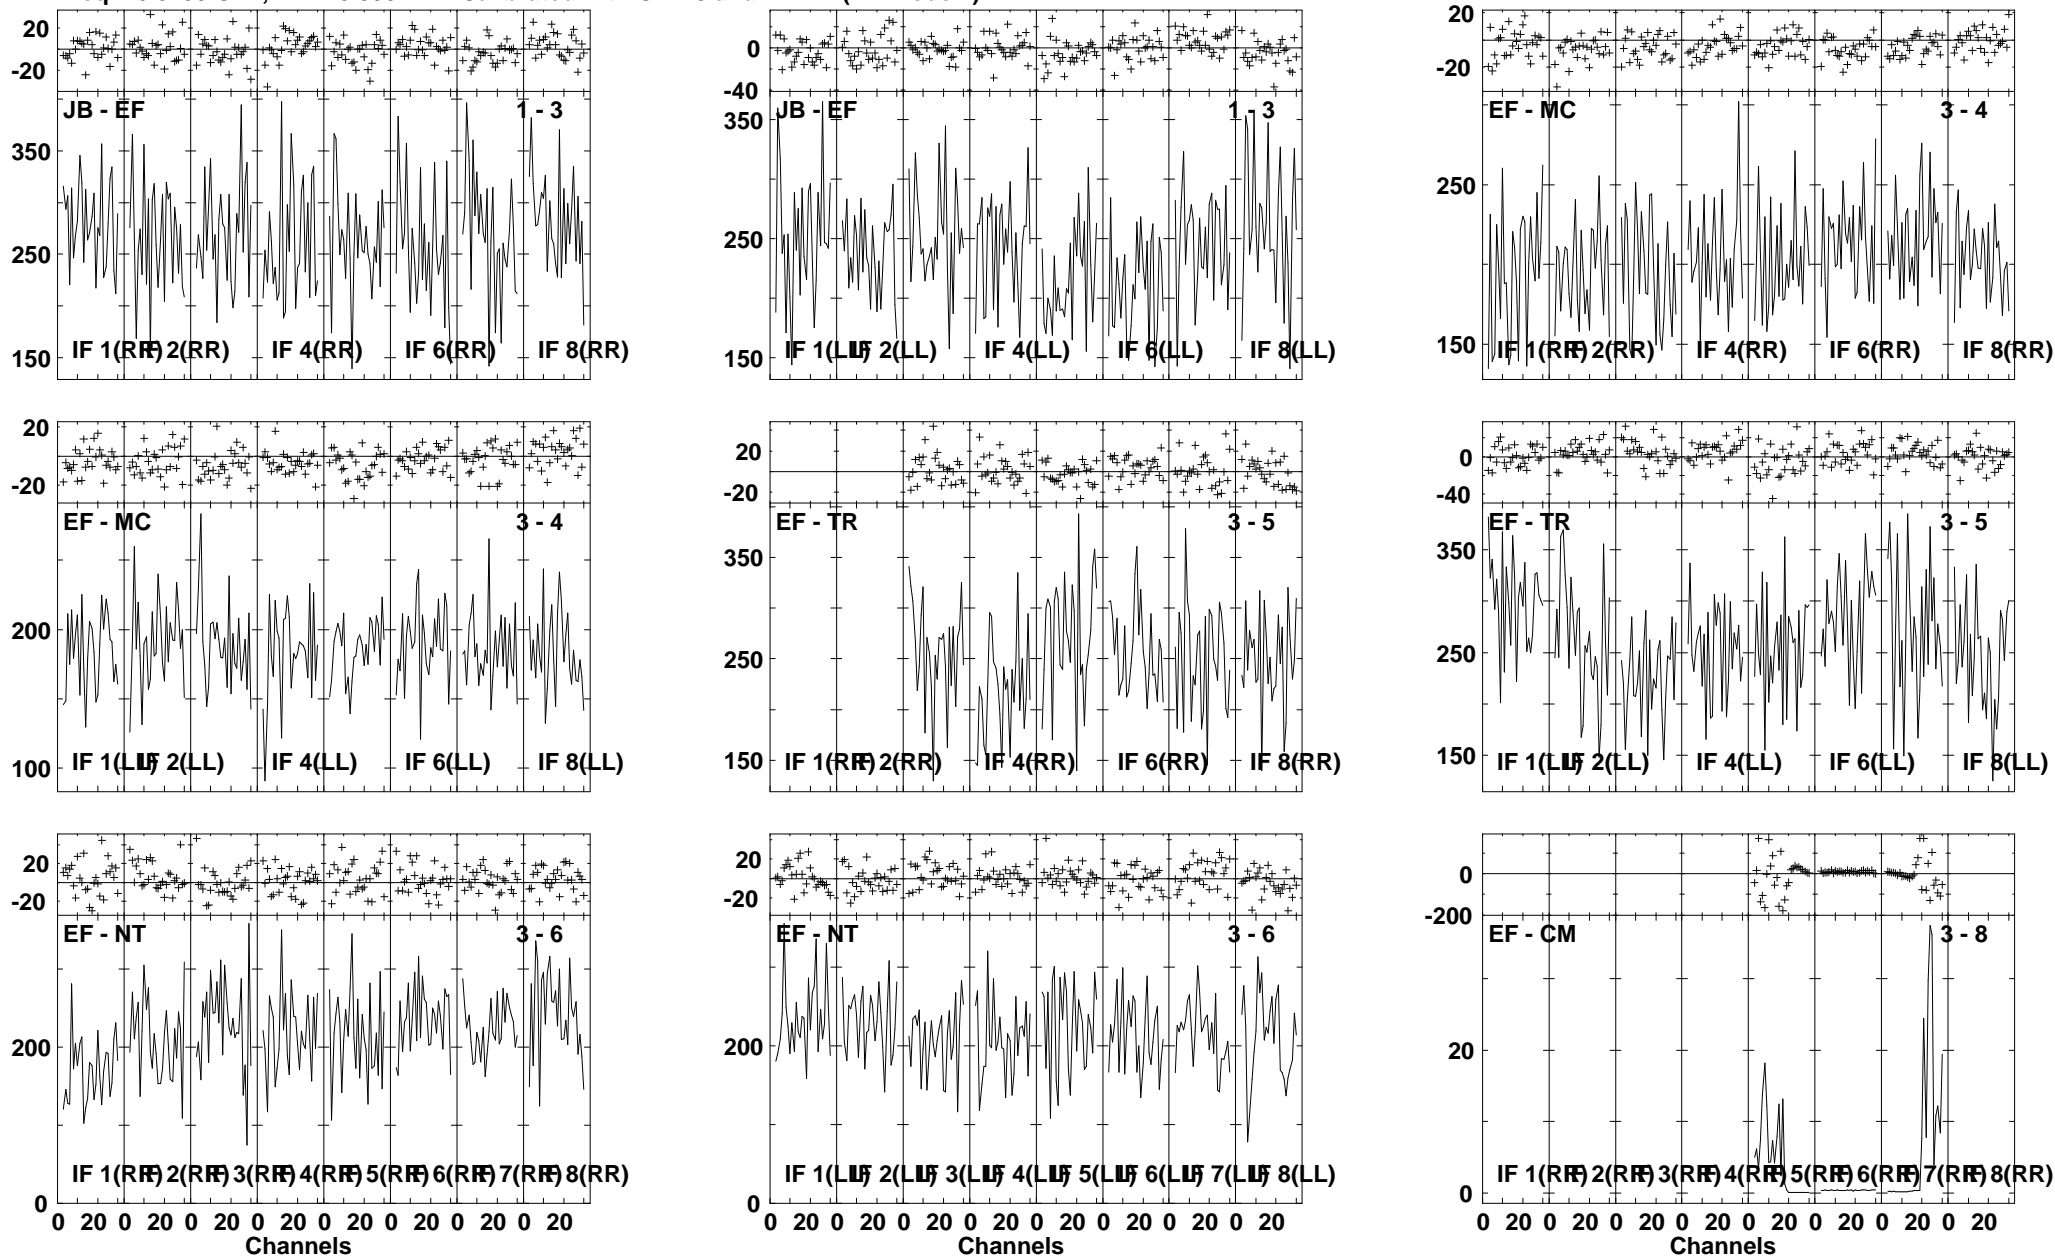 20 20 20
0
-20 -20 -20
-40
JB - EF 1 - 3 JB - EF 1 - 3 EF - MC 3 - 4
350 350
250 250 250
150 150 150
IF 1(RR) IF 2(RR) IF 4(RR) IF 6(RR) IF 8(RR) IF 1(LL) IF 2(LL) IF 4(LL) IF 6(LL) IF 8(LL) IF 1(RR) IF 2(RR) IF 4(RR) IF 6(RR) IF 8(RR)
20 20 0
-20 -20 -40
EF - MC 3 - 4 EF - TR 3 - 5 EF - TR 3 - 5
350 350
200 250 250
100 150 150
IF 1(LL) IF 2(LL) IF 4(LL) IF 6(LL) IF 8(LL) IF 1(RR) IF 2(RR) IF 4(RR) IF 6(RR) IF 8(RR) IF 1(LL) IF 2(LL) IF 4(LL) IF 6(LL) IF 8(LL)
20 20 0
-20 -20 -200
EF - NT 3 - 6 EF - NT 3 - 6 EF - CM 3 - 8
200 200 20
IF 1(RR) IF 2(RR) IF 3(RR) IF 4(RR) IF 5(RR) IF 6(RR) IF 7(RR) IF 8(RR) IF 1(LL) IF 2(LL) IF 3(LL) IF 4(LL) IF 5(LL) IF 6(LL) IF 7(LL) IF 8(LL) IF 1(RR) IF 2(RR) IF 3(RR) IF 4(RR) IF 5(RR) IF 6(RR) IF 7(RR) IF 8(RR)
0 0 0
0 20 0 20 0 20 0 20 0 20 0 20 0 20 0 20 0 20 0 20 0 20 0 20 0 20 0 20 0 20 0 20 0 20 0 20 0 20 0 20 0 20 0 20 0 20 0 20
Channels Channels Channels